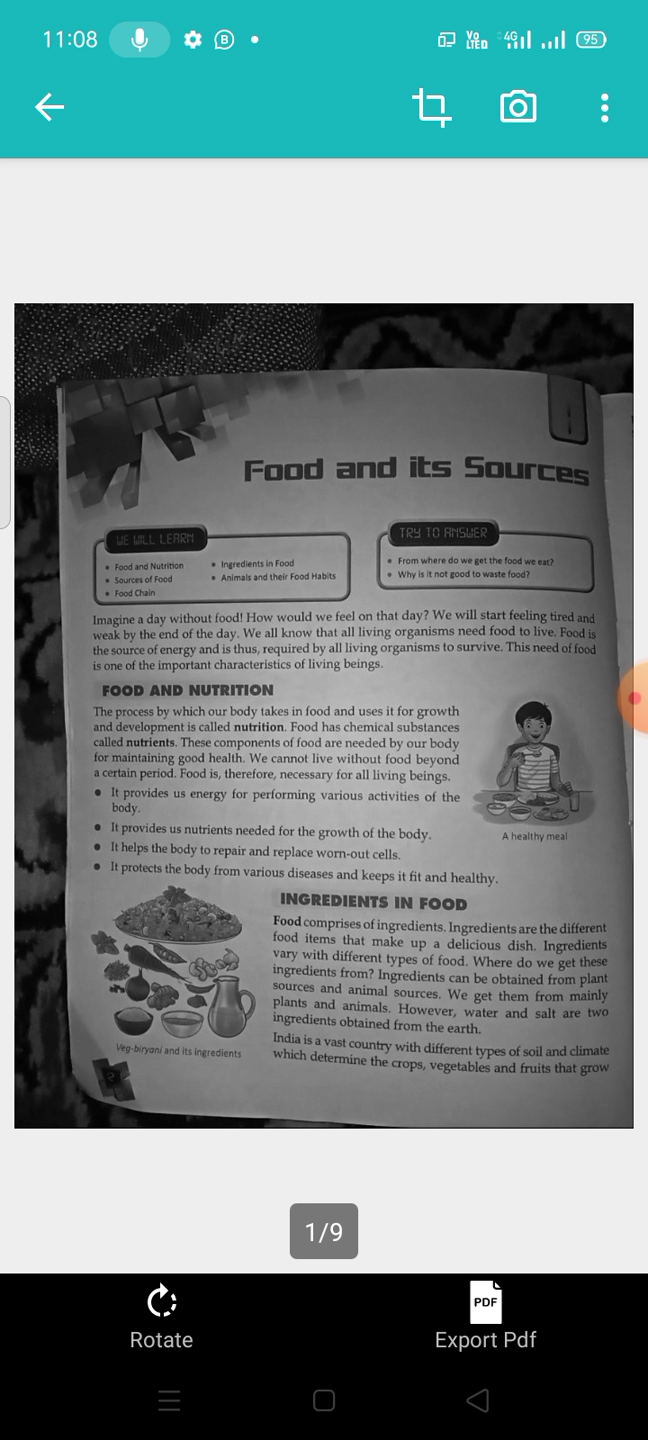 11:08
Vo
LTED
4G
95
1
Food and its Sources
WE WILL LEARN
• Food and Nutrition
• Sources of Food
• Food Chain
• Ingredients in Food
• Animals and their Food Habits
TRY TO ANSWER
• From where do we get the food we eat?
• Why is it not good to waste food?
Imagine a day without food! How would we feel on that day? We will start feeling tired and
weak by the end of the day. We all know that all living organisms need food to live. Food is
the source of energy and is thus, required by all living organisms to survive. This need of food
is one of the important characteristics of living beings.
FOOD AND NUTRITION
The process by which our body takes in food and uses it for growth
and development is called nutrition. Food has chemical substances
called nutrients. These components of food are needed by our body
for maintaining good health. We cannot live without food beyond
a certain period. Food is, therefore, necessary for all living beings.
• It provides us energy for performing various activities of the
body.
• It provides us nutrients needed for the growth of the body.
• It helps the body to repair and replace worn-out cells.
• It protects the body from various diseases and keeps it fit and healthy.
A healthy meal
INGREDIENTS IN FOOD
Food comprises of ingredients. Ingredients are the different
food items that make up a delicious dish. Ingredients
vary with different types of food. Where do we get these
ingredients from? Ingredients can be obtained from plant
sources and animal sources. We get them from mainly
plants and animals. However, water and salt are two
ingredients obtained from the earth.
India is a vast country with different types of soil and climate
which determine the crops, vegetables and fruits that grow
Veg-biryani and its ingredients
1/9
Rotate
PDF
Export Pdf